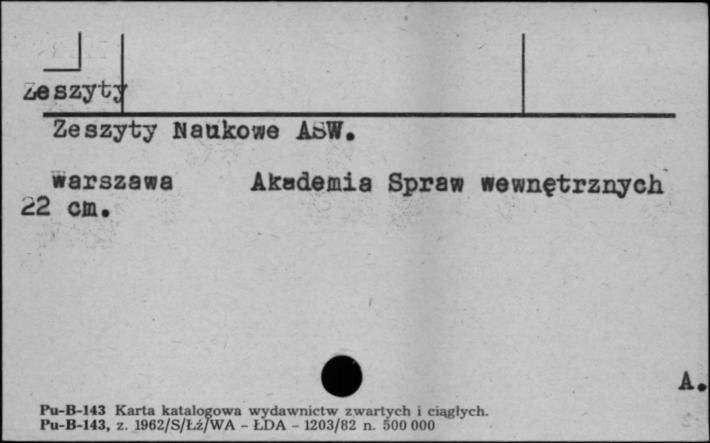 Zeszyty
Zeszyty Naukowe ASW.
Warszawa Akademia Spraw Wewnętrznych
22 cm.
A.
Pu-B-143 Karta katalogowa wydawnictw zwartych i ciągłych.
Pu-B-143, z. 1962/S/Łź/WA - ŁDA - 1203/82 n. 500 000